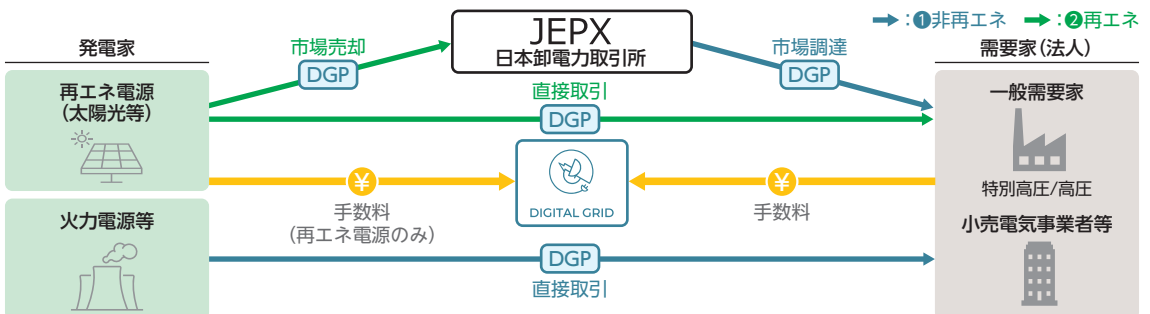 ➡：❶非再エネ ➡：❷再エネ
発電家
市場売却
DGP
JEPX
日本卸電力取引所
市場調達
DGP
需要家（法人）
再エネ電源
（太陽光等）
直接取引
DGP
一般需要家
特別高圧/高圧
¥
手数料
（再エネ電源のみ）
DIGITAL GRID
¥
手数料
火力電源等
DGP
直接取引
小売電気事業者等